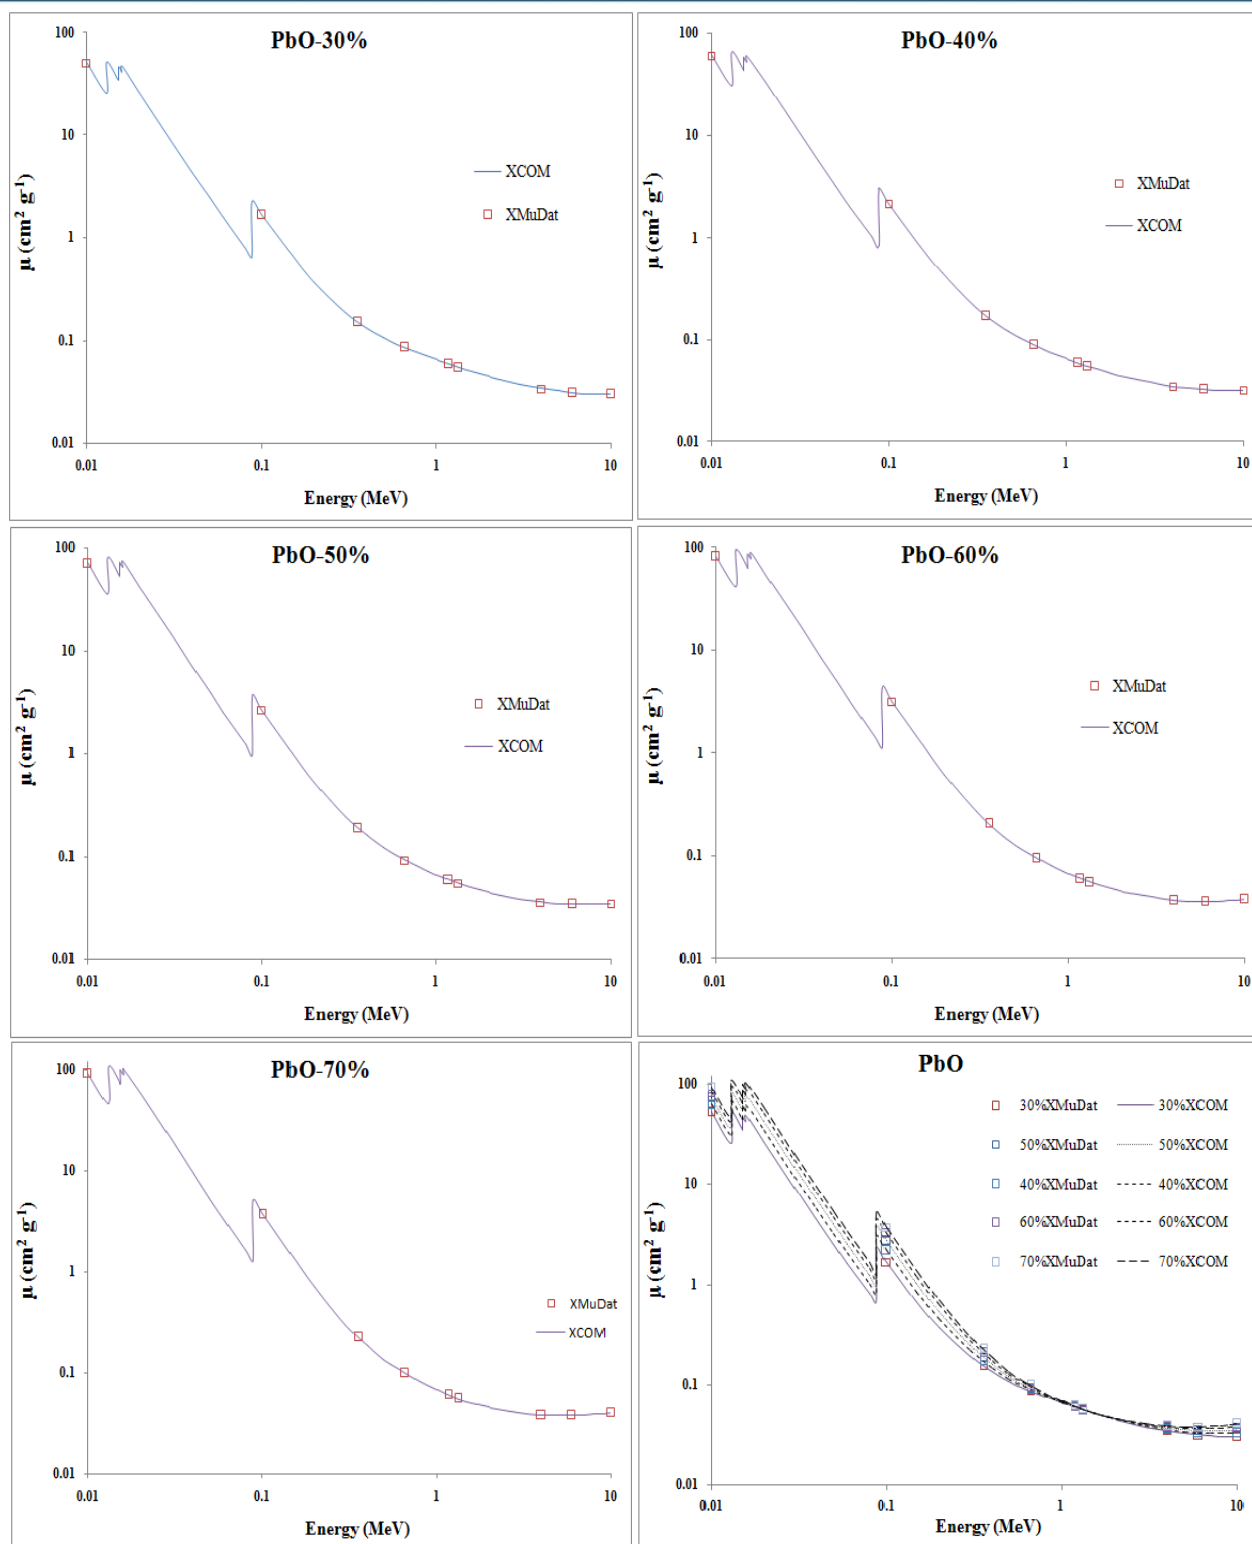 PbO-30%
100
10
1
0.1
0.01
0.01 0.1 1 10
μ (cm² g⁻¹)
Energy (MeV)
XCOM
XMuDat
PbO-40%
100
10
1
0.1
0.01
0.01 0.1 1 10
μ (cm² g⁻¹)
Energy (MeV)
XMuDat
XCOM
PbO-50%
100
10
1
0.1
0.01
0.01 0.1 1 10
μ (cm² g⁻¹)
Energy (MeV)
XMuDat
XCOM
PbO-60%
100
10
1
0.1
0.01
0.01 0.1 1 10
μ (cm² g⁻¹)
Energy (MeV)
XMuDat
XCOM
PbO-70%
100
10
1
0.1
0.01
0.01 0.1 1 10
μ (cm² g⁻¹)
Energy (MeV)
XMuDat
XCOM
PbO
100
10
1
0.1
0.01
0.01 0.1 1 10
μ (cm² g⁻¹)
Energy (MeV)
30%XMuDat 30%XCOM
50%XMuDat 50%XCOM
40%XMuDat 40%XCOM
60%XMuDat 60%XCOM
70%XMuDat 70%XCOM